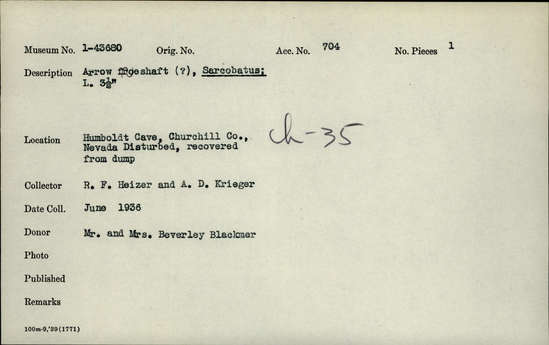 Museum No. 1-43680 Orig. No. Acc. No. 704 No. Pieces 1
Description Arrow foreshaft (?), Sarcobatus;
L. 3½"
Location Humboldt Cave, Churchill Co., ch-35
Nevada Disturbed, recovered
from dump
Collector R. F. Heizer and A. D. Krieger
Date Coll. June 1936
Donor Mr. and Mrs. Beverley Blackmer
Photo
Published
Remarks
100m-9,'39(1771)